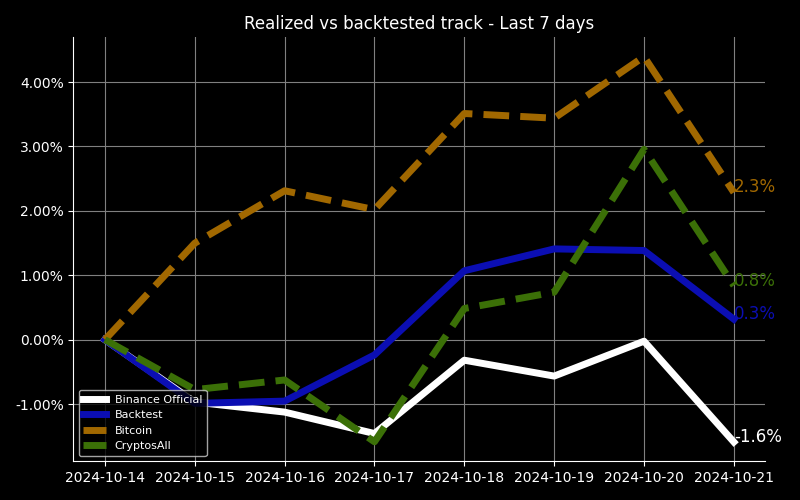 Realized vs backtested track - Last 7 days
4.00%
3.00%
2.00%
1.00%
0.00%
-1.00%
2.3%
0.8%
0.3%
-1.6%
Binance Official
Backtest
Bitcoin
CryptosAll
2024-10-14 2024-10-15 2024-10-16 2024-10-17 2024-10-18 2024-10-19 2024-10-20 2024-10-21